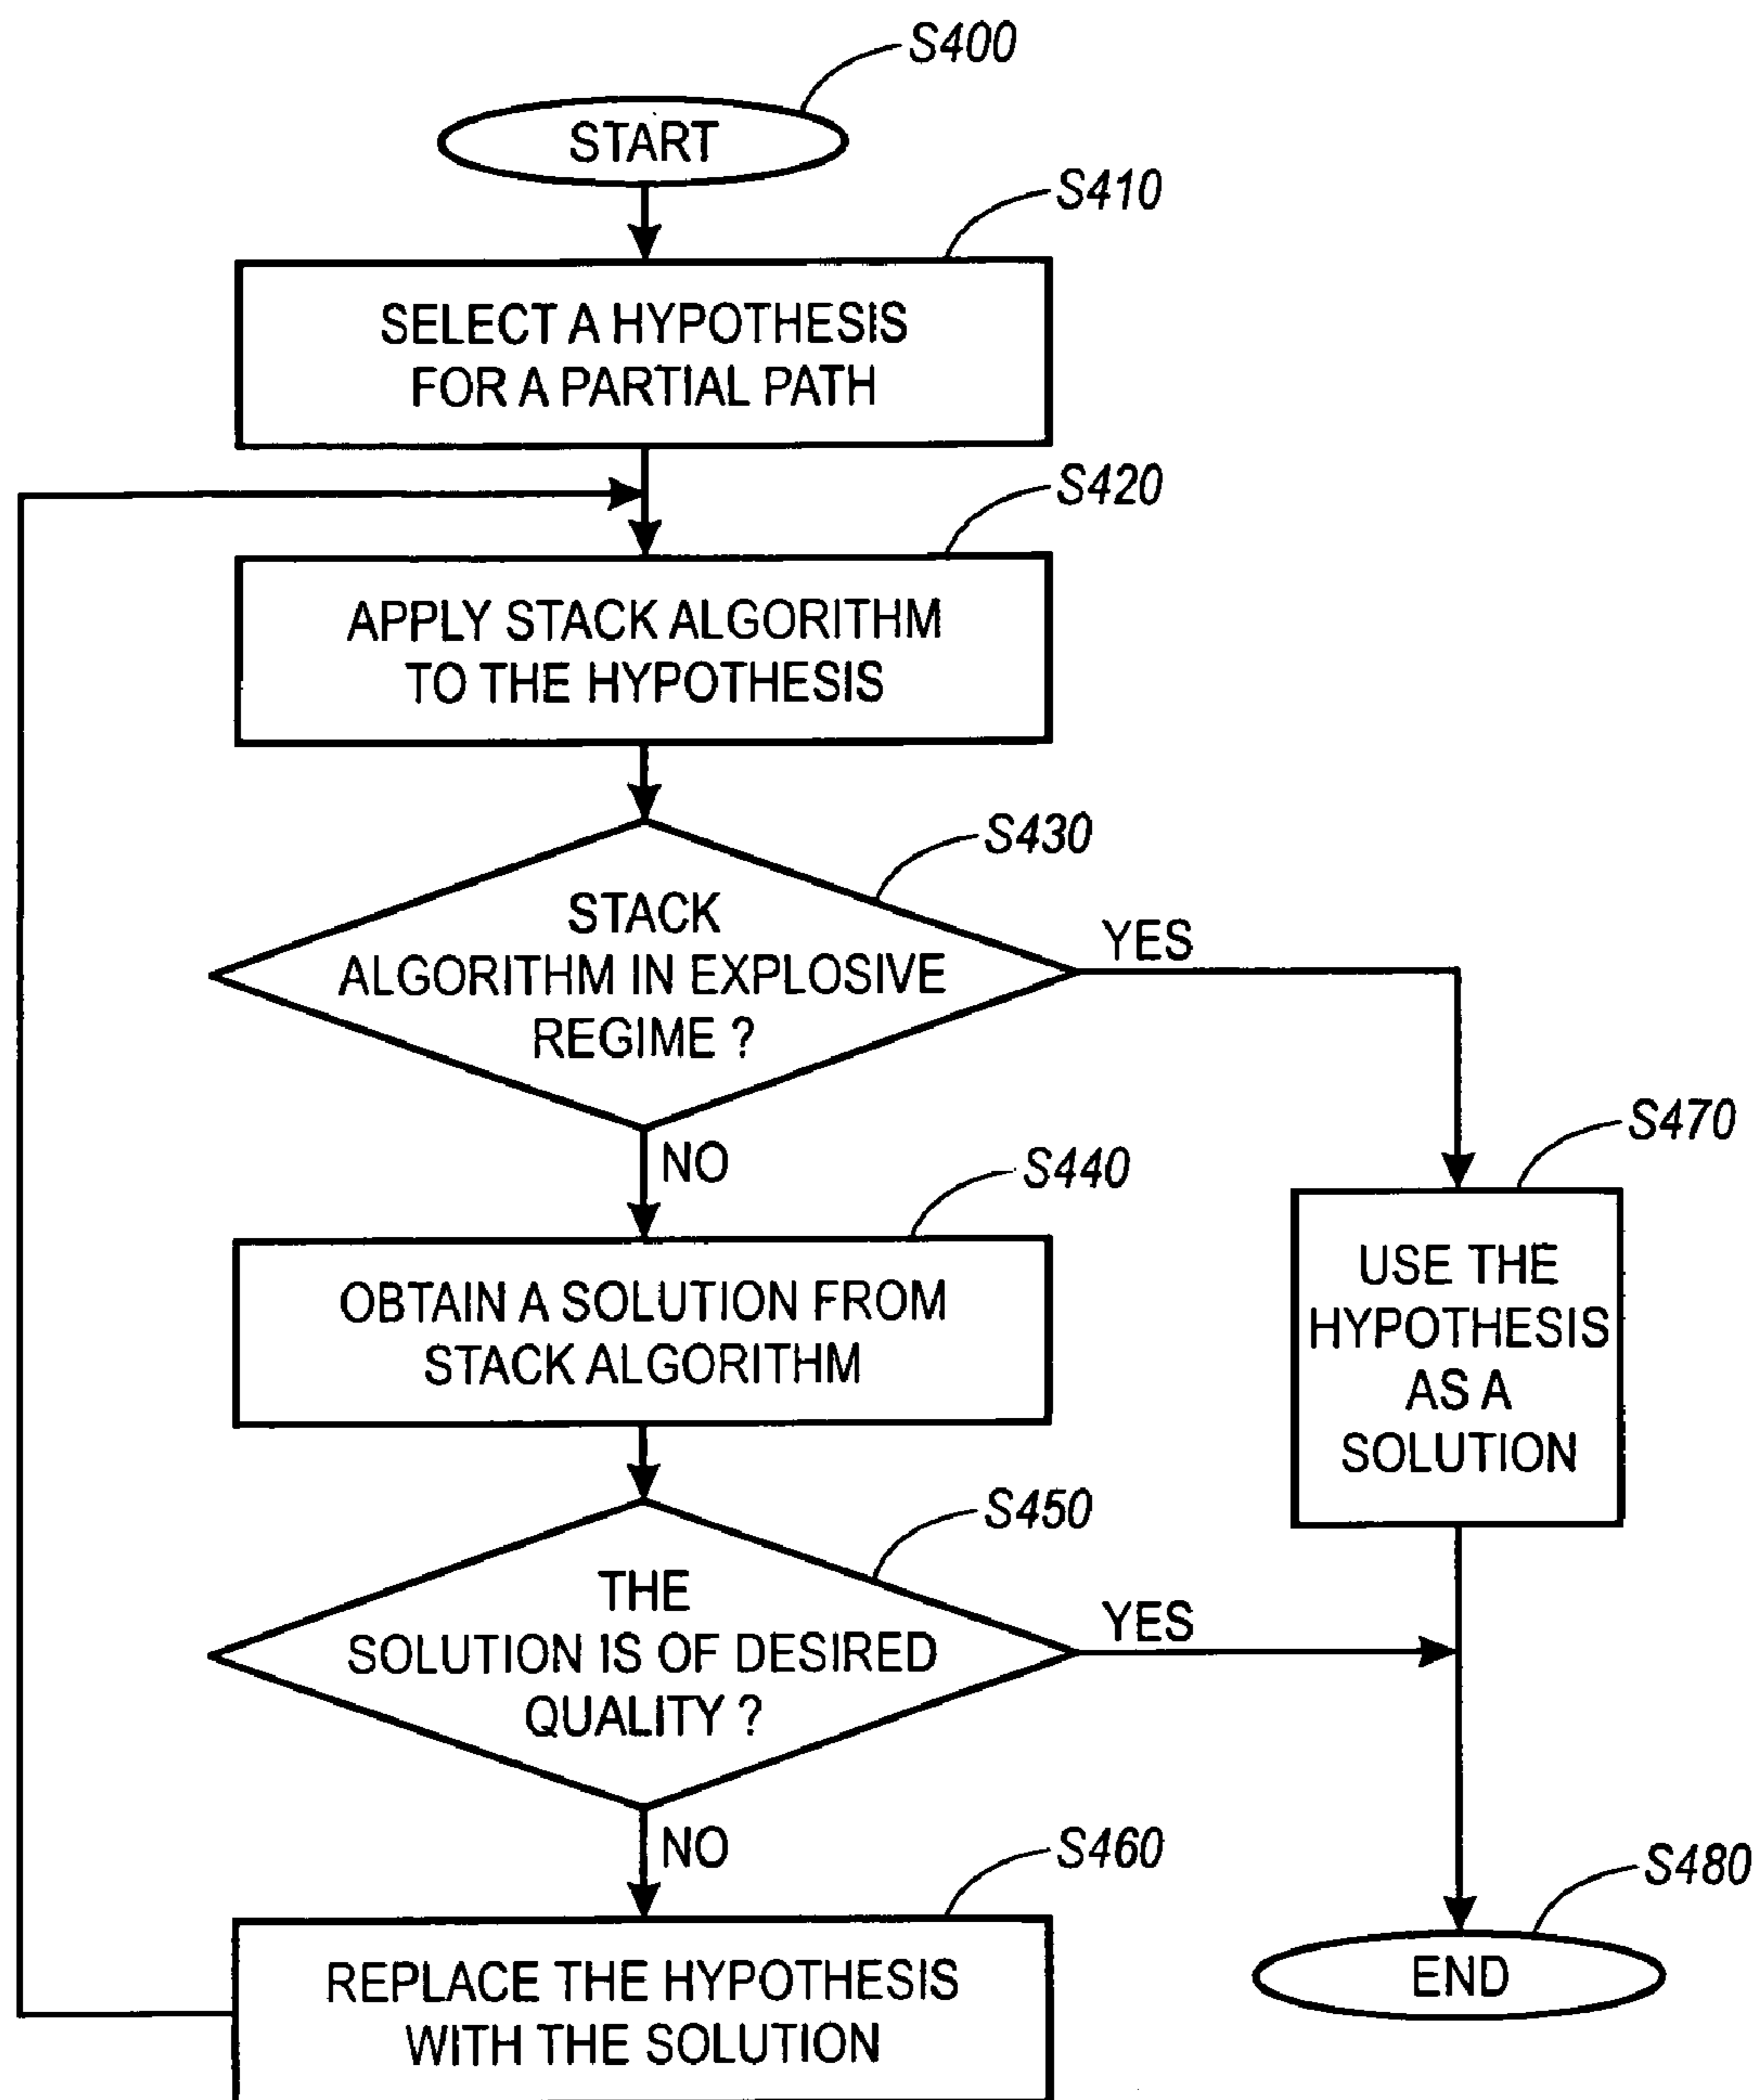 S400
START
S410
SELECT A HYPOTHESIS
FOR A PARTIAL PATH
S420
APPLY STACK ALGORITHM
TO THE HYPOTHESIS
S430
STACK
ALGORITHM IN EXPLOSIVE
REGIME ?
YES
NO
S440
OBTAIN A SOLUTION FROM
STACK ALGORITHM
S470
USE THE
HYPOTHESIS
AS A
SOLUTION
S450
THE
SOLUTION IS OF DESIRED
QUALITY ?
YES
NO
S460
REPLACE THE HYPOTHESIS
WITH THE SOLUTION
S480
END